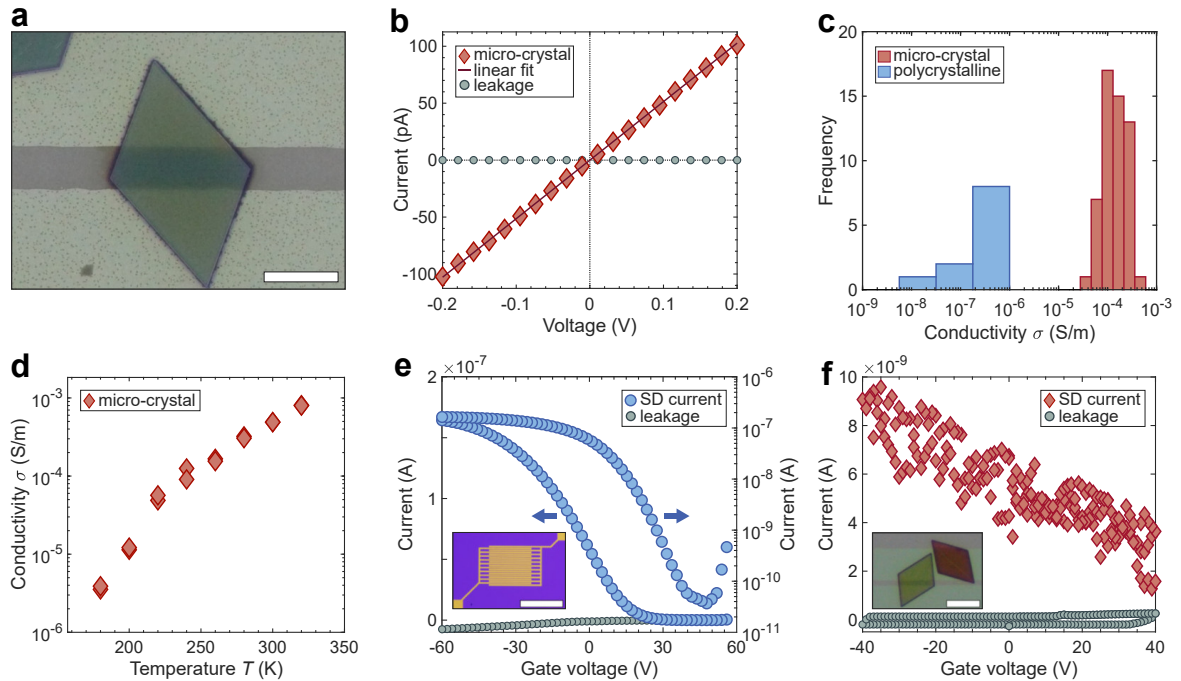 a
b
micro-crystal
linear fit
leakage
100
50
0
-50
-100
Current (pA)
-0.2
-0.1
0
0.1
0.2
Voltage (V)
c
micro-crystal
polycrystalline
20
15
10
5
0
Frequency
10⁻⁹
10⁻⁸
10⁻⁷
10⁻⁶
10⁻⁵
10⁻⁴
10⁻³
Conductivity σ (S/m)
d
micro-crystal
10⁻³
10⁻⁴
10⁻⁵
10⁻⁶
Conductivity σ (S/m)
200
250
300
350
Temperature T (K)
e
×10⁻⁷
SD current
leakage
2
1
0
Current (A)
10⁻⁶
10⁻⁷
10⁻⁸
10⁻⁹
10⁻¹⁰
10⁻¹¹
Current (A)
-60
-30
0
30
60
Gate voltage (V)
f
×10⁻⁹
SD current
leakage
10
8
6
4
2
0
Current (A)
-40
-20
0
20
40
Gate voltage (V)